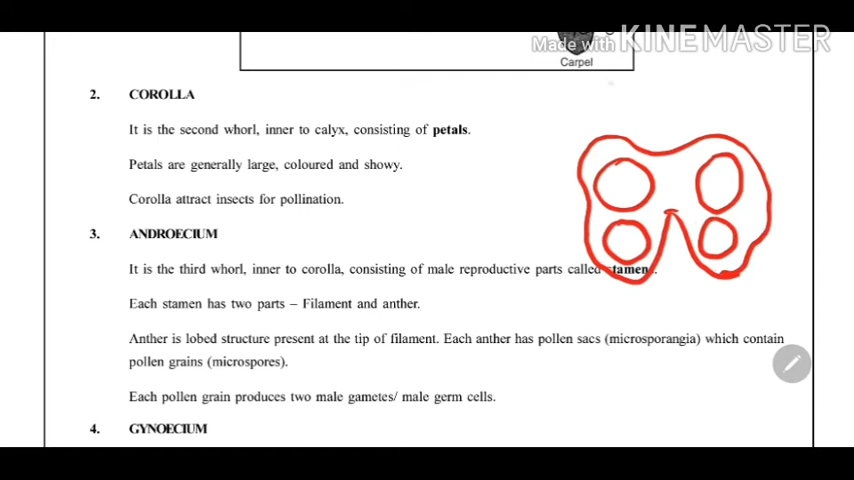 Made with KINEMASTER
Carpel
2. COROLLA
It is the second whorl, inner to calyx, consisting of petals.
Petals are generally large, coloured and showy.
Corolla attract insects for pollination.
3. ANDROECIUM
It is the third whorl, inner to corolla, consisting of male reproductive parts called stamen.
Each stamen has two parts – Filament and anther.
Anther is lobed structure present at the tip of filament. Each anther has pollen sacs (microsporangia) which contain
pollen grains (microspores).
Each pollen grain produces two male gametes/ male germ cells.
4. GYNOECIUM